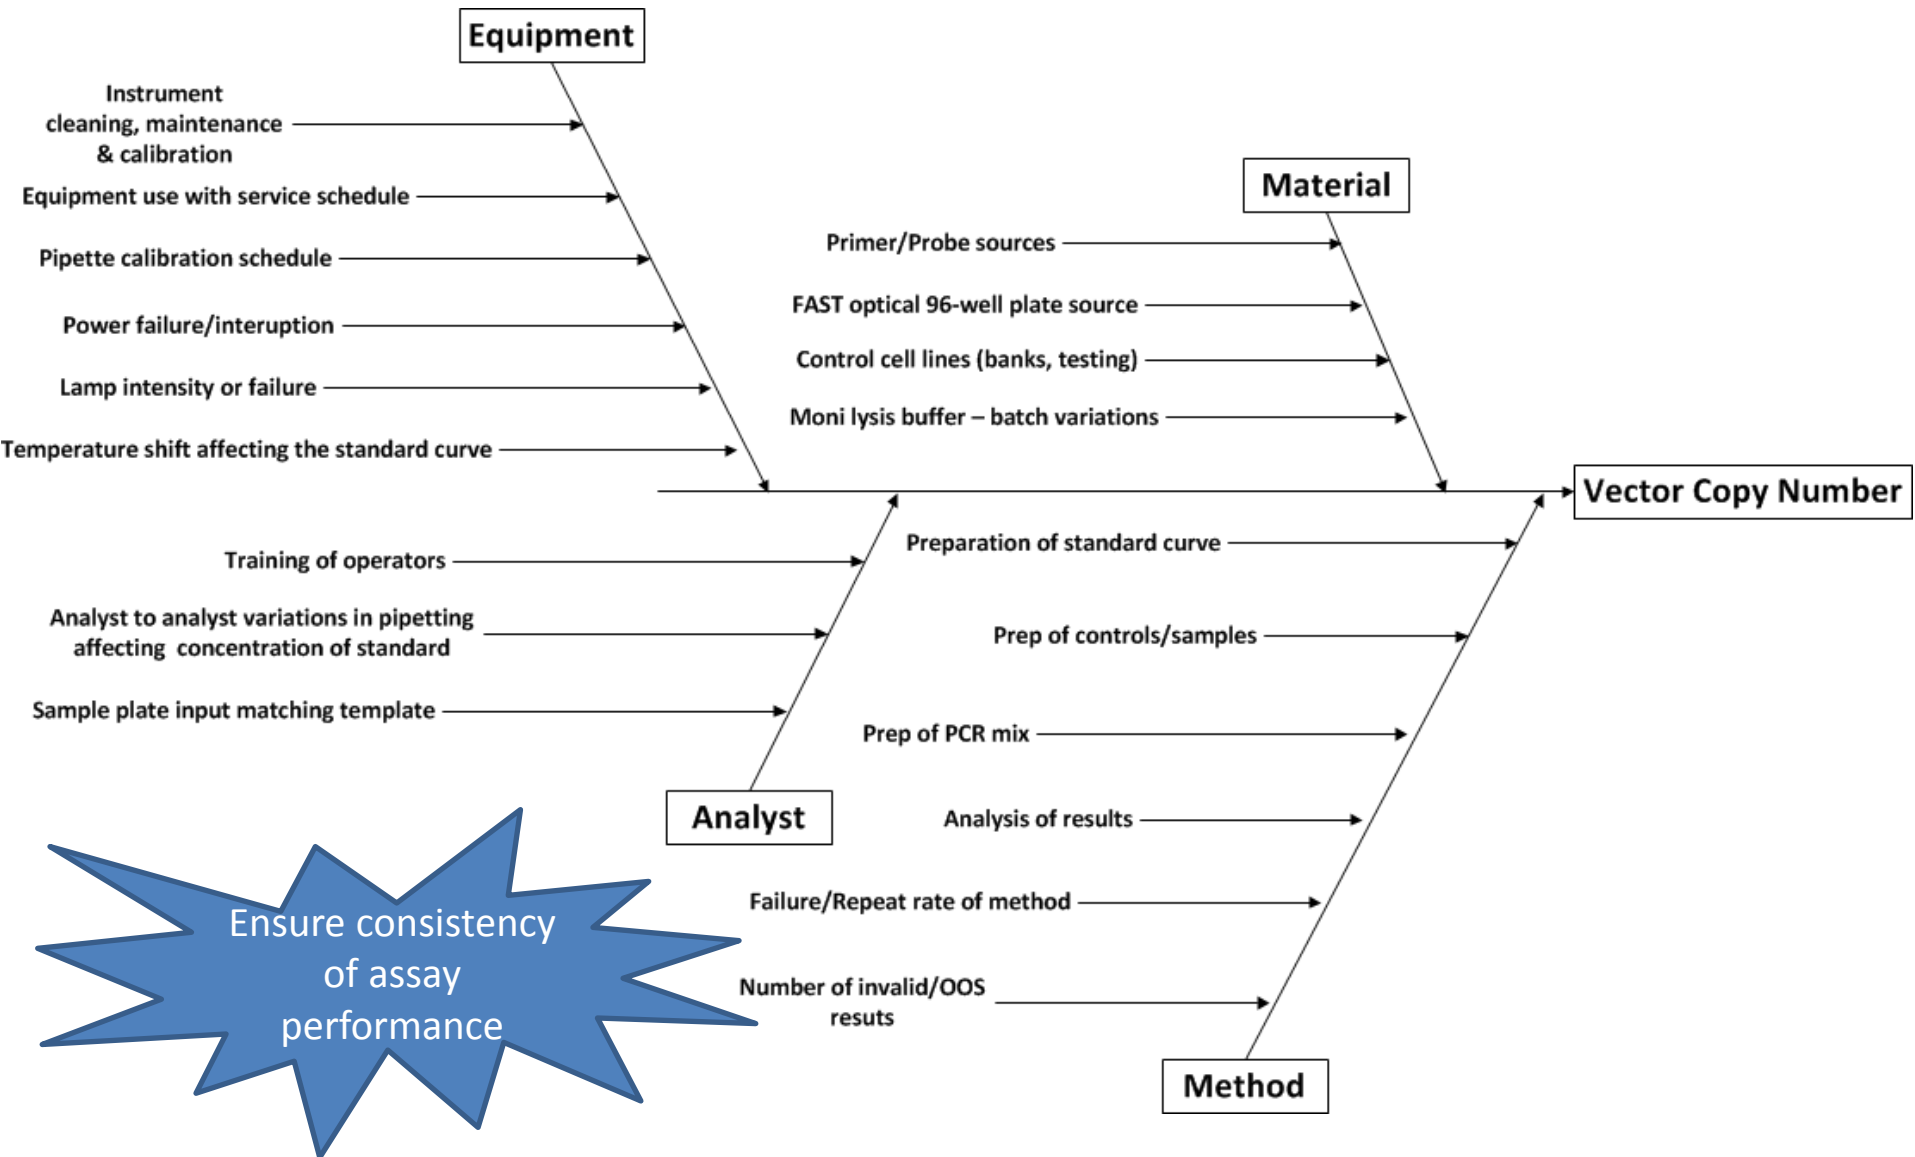 Equipment
Instrument
cleaning, maintenance
& calibration
Equipment use with service schedule
Pipette calibration schedule
Power failure/interuption
Lamp intensity or failure
Temperature shift affecting the standard curve
Material
Primer/Probe sources
FAST optical 96-well plate source
Control cell lines (banks, testing)
Moni lysis buffer – batch variations
Vector Copy Number
Training of operators
Analyst to analyst variations in pipetting
affecting concentration of standard
Sample plate input matching template
Analyst
Preparation of standard curve
Prep of controls/samples
Prep of PCR mix
Analysis of results
Failure/Repeat rate of method
Number of invalid/OOS
resuts
Method
Ensure consistency
of assay
performance